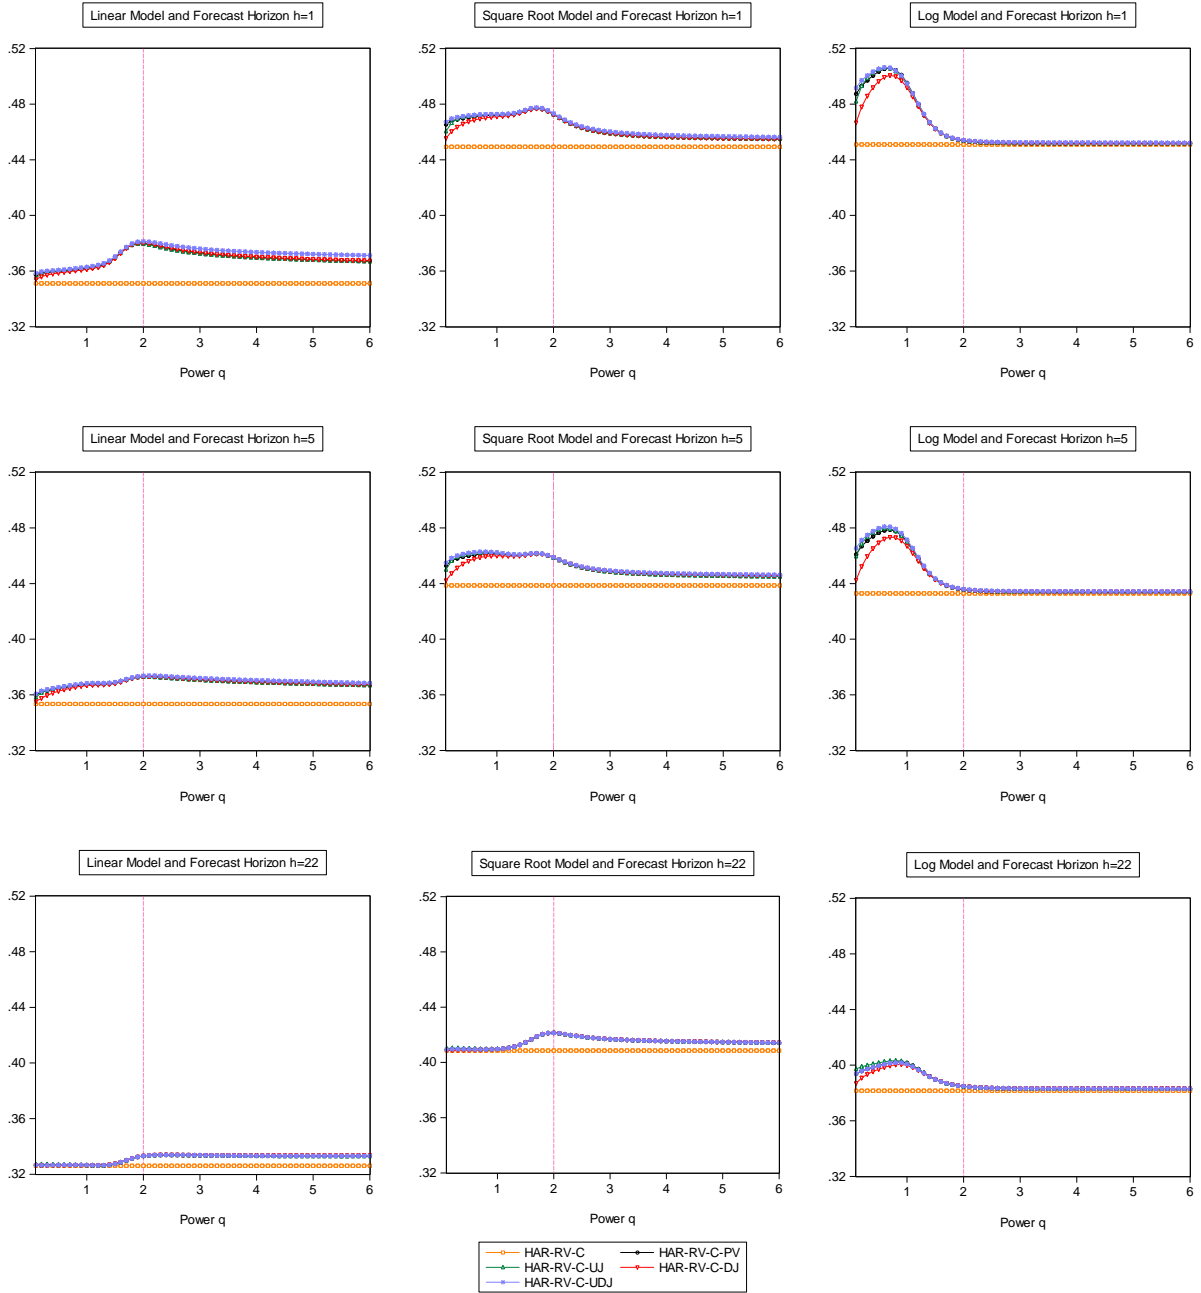 Linear Model and Forecast Horizon h=1
Square Root Model and Forecast Horizon h=1
Log Model and Forecast Horizon h=1
.52 .52 .52
.48 .48 .48
.44 .44 .44
.40 .40 .40
.36 .36 .36
.32 .32 .32
1 2 3 4 5 6 1 2 3 4 5 6 1 2 3 4 5 6
Power q Power q Power q
Linear Model and Forecast Horizon h=5
Square Root Model and Forecast Horizon h=5
Log Model and Forecast Horizon h=5
.52 .52 .52
.48 .48 .48
.44 .44 .44
.40 .40 .40
.36 .36 .36
.32 .32 .32
1 2 3 4 5 6 1 2 3 4 5 6 1 2 3 4 5 6
Power q Power q Power q
Linear Model and Forecast Horizon h=22
Square Root Model and Forecast Horizon h=22
Log Model and Forecast Horizon h=22
.52 .52 .52
.48 .48 .48
.44 .44 .44
.40 .40 .40
.36 .36 .36
.32 .32 .32
1 2 3 4 5 6 1 2 3 4 5 6 1 2 3 4 5 6
Power q Power q Power q
HAR-RV-C HAR-RV-C-PV
HAR-RV-C-UJ HAR-RV-C-DJ
HAR-RV-C-UDJ